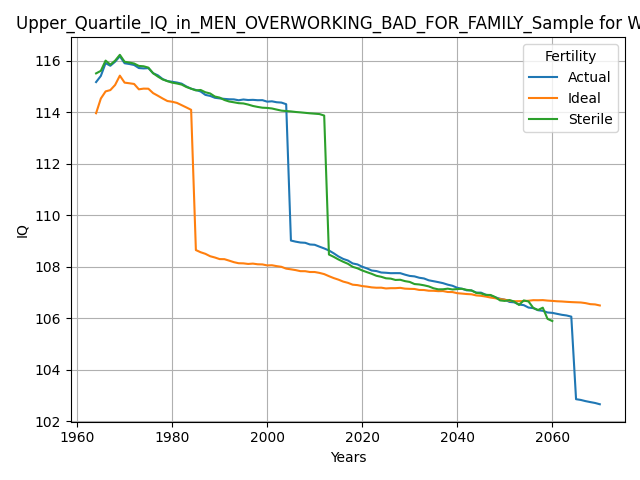 Upper_Quartile_IQ_in_MEN_OVERWORKING_BAD_FOR_FAMILY_Sample for W
116
114
112
110
108
106
104
102
IQ
Fertility
Actual
Ideal
Sterile
1960
1980
2000
2020
2040
2060
Years